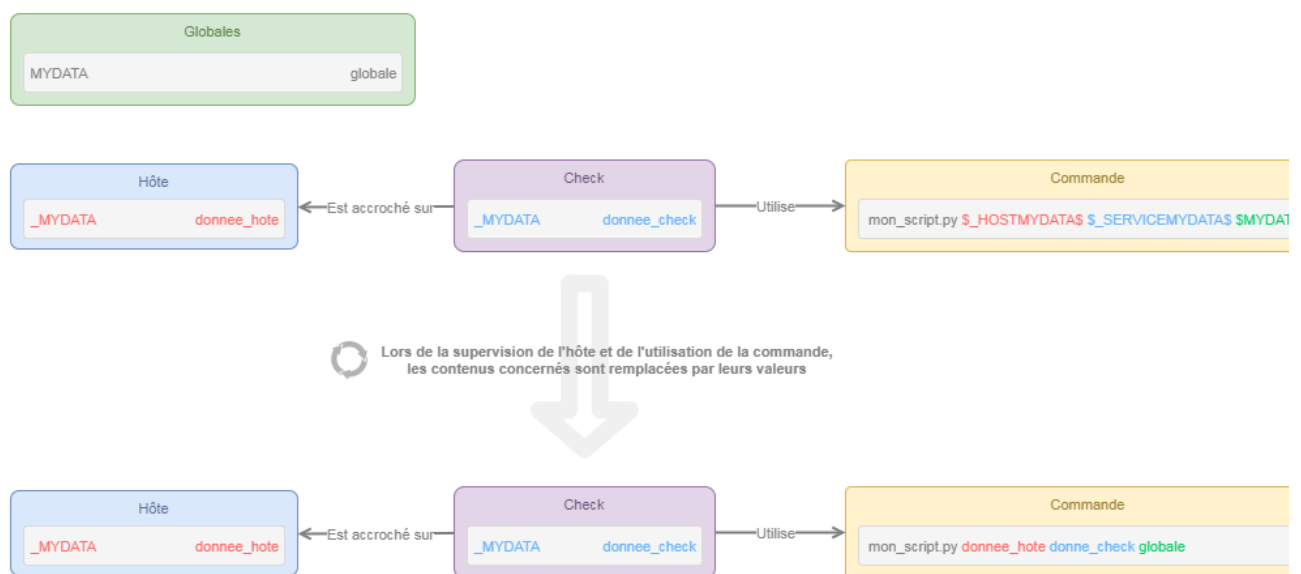 Globales
MYDATA globale
Hôte Check Commande
_MYDATA donnee_hote Est accroché sur _MYDATA donnee_check Utilise mon_script.py $_HOSTMYDATA$ $_SERVICEMYDATA$ $MYDAT
Lors de la supervision de l'hôte et de l'utilisation de la commande,
les contenus concernés sont remplacées par leurs valeurs
Hôte Check Commande
_MYDATA donnee_hote Est accroché sur _MYDATA donnee_check Utilise mon_script.py donnee_hote donne_check globale